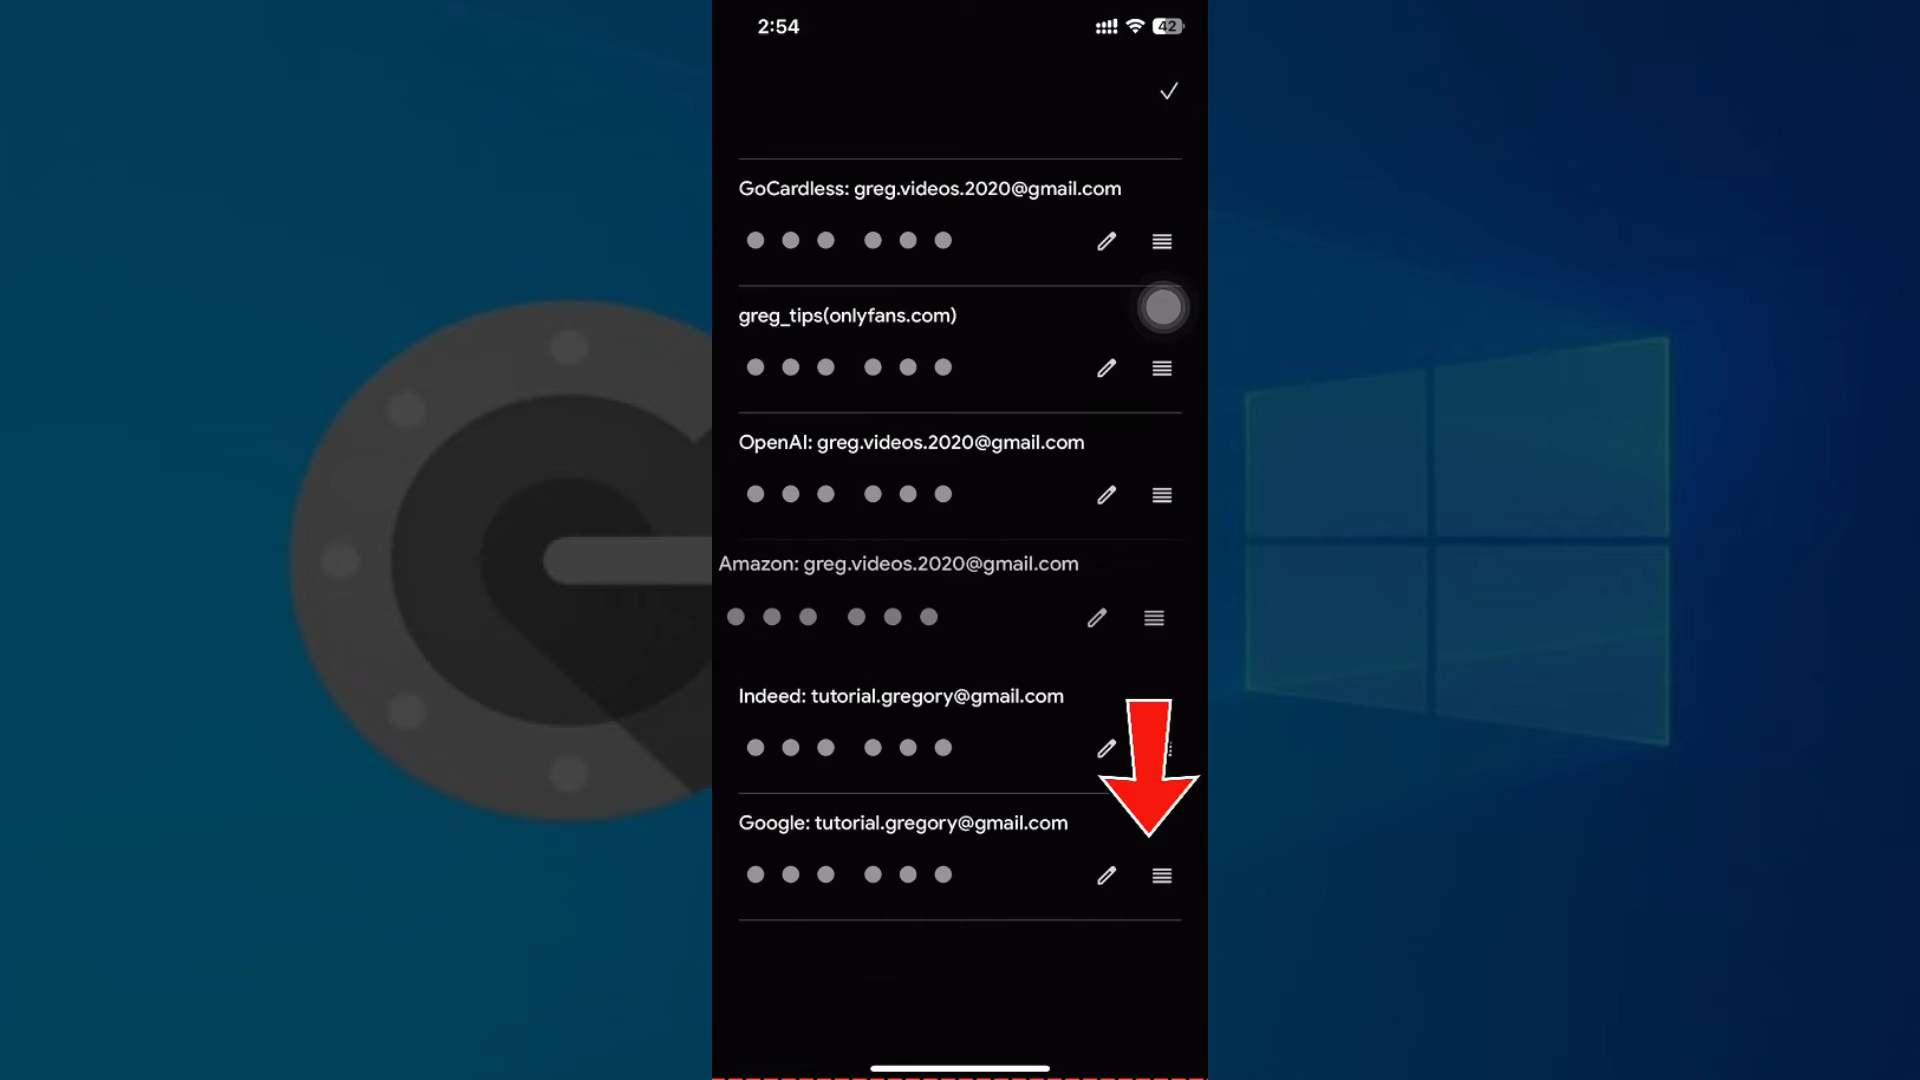 2:54
42
GoCardless: greg.videos.2020@gmail.com
greg_tips(onlyfans.com)
OpenAI: greg.videos.2020@gmail.com
Amazon: greg.videos.2020@gmail.com
Indeed: tutorial.gregory@gmail.com
Google: tutorial.gregory@gmail.com